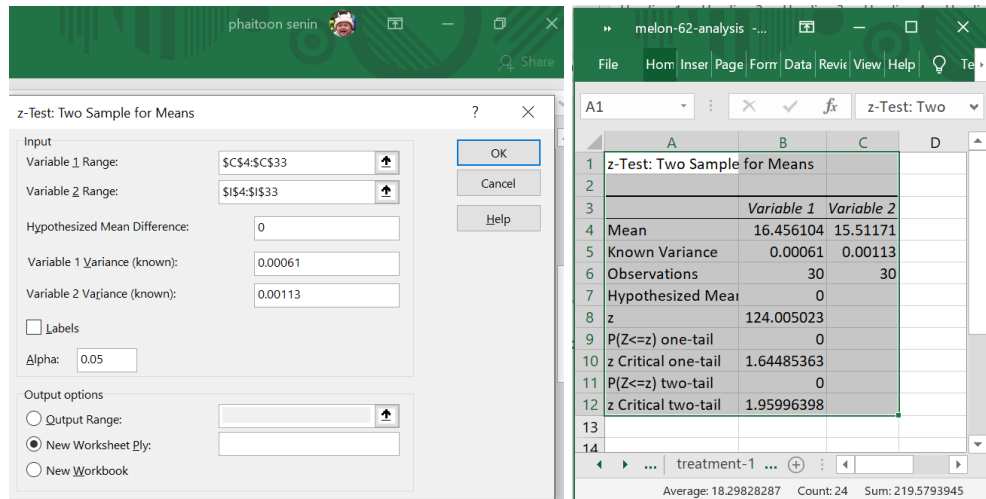 phaitoon senin
Share
z-Test: Two Sample for Means
?
Input
Variable 1 Range:
$C$4:$C$33
Variable 2 Range:
$I$4:$I$33
Hypothesized Mean Difference:
0
Variable 1 Variance (known):
0.00061
Variable 2 Variance (known):
0.00113
Labels
Alpha:
0.05
OK
Cancel
Help
Output options
Output Range:
New Worksheet Ply:
New Workbook
melon-62-analysis -...
File Hom Inser Page Form Data Revie View Help Te
A1 fx z-Test: Two
A B C D
1 z-Test: Two Sample for Means
2
3 Variable 1 Variable 2
4 Mean 16.456104 15.51171
5 Known Variance 0.00061 0.00113
6 Observations 30 30
7 Hypothesized Mear 0
8 z 124.005023
9 P(Z<=z) one-tail 0
10 z Critical one-tail 1.64485363
11 P(Z<=z) two-tail 0
12 z Critical two-tail 1.95996398
13
14
... treatment-1 ...
Average: 18.29828287 Count: 24 Sum: 219.5793945